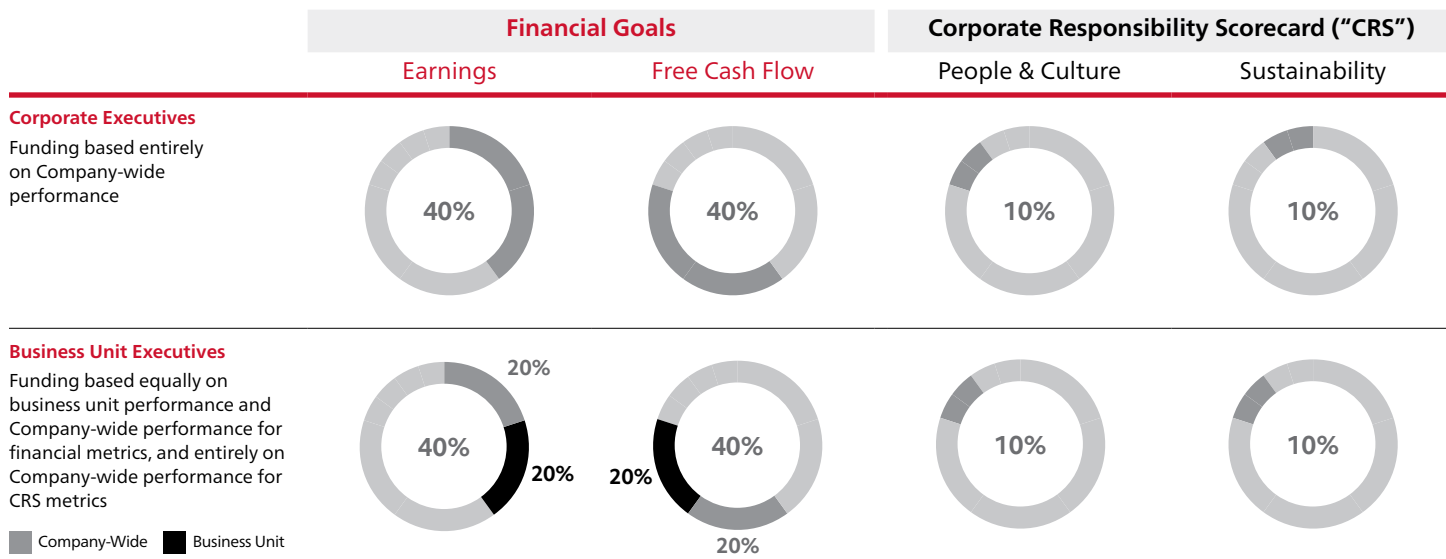 Financial Goals
Corporate Responsibility Scorecard (“CRS”)
Earnings
Free Cash Flow
People & Culture
Sustainability
Corporate Executives
Funding based entirely
on Company-wide
performance
40%
40%
10%
10%
Business Unit Executives
Funding based equally on
business unit performance and
Company-wide performance for
financial metrics, and entirely on
Company-wide performance for
CRS metrics
20%
40%
20%
40%
20%
20%
10%
10%
Company-Wide
Business Unit